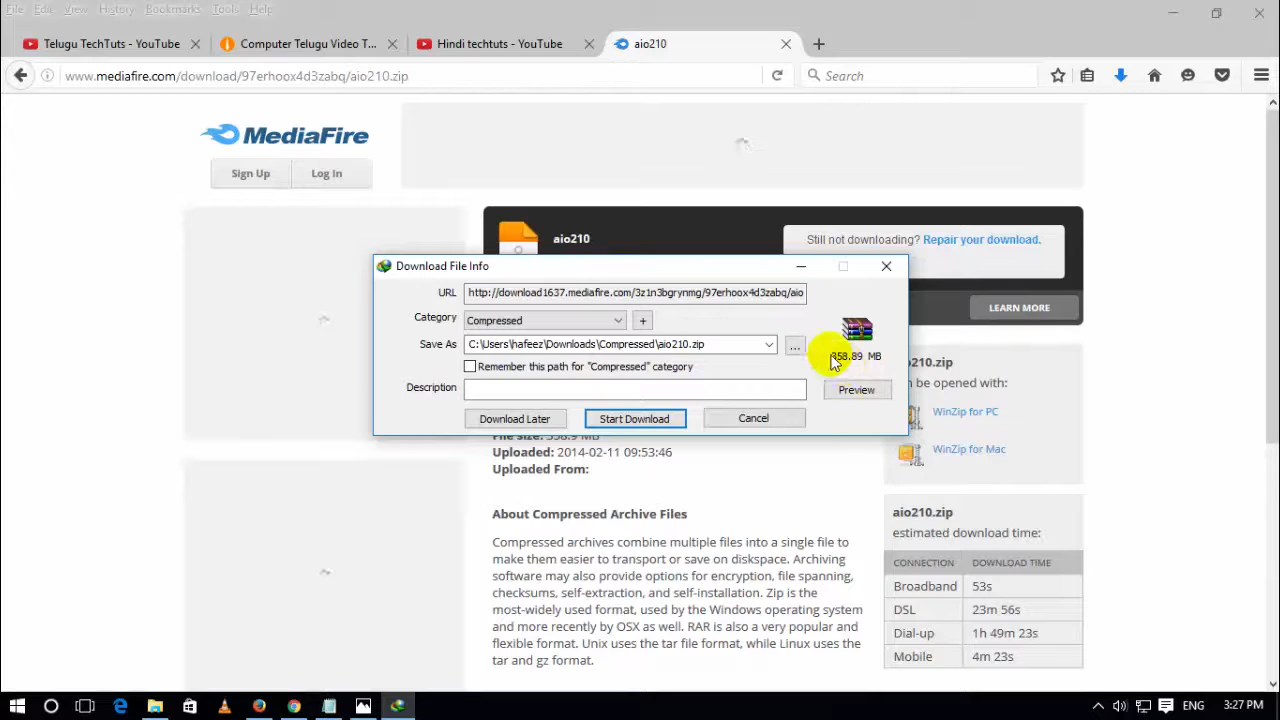 File Edit View History Bookmarks Tools Help
Telugu TechTuts - YouTube
Computer Telugu Video T...
Hindi techtuts - YouTube
aio210
www.mediafire.com/download/97erhoox4d3zabq/aio210.zip
Search
MediaFire
Sign Up
Log In
aio210
Still not downloading? Repair your download.
LEARN MORE
Download File Info
URL
http://download1637.mediafire.com/3z1n3bgrynmg/97erhoox4d3zabq/aio
Category
Compressed
+
Save As
C:\Users\hafeez\Downloads\Compressed\aio210.zip
...
358.89 MB
Remember this path for "Compressed" category
Description
Preview
Download Later
Start Download
Cancel
File size: 358.9 MB
Uploaded: 2014-02-11 09:53:46
Uploaded From:
About Compressed Archive Files
Compressed archives combine multiple files into a single file to
make them easier to transport or save on diskspace. Archiving
software may also provide options for encryption, file spanning,
checksums, self-extraction, and self-installation. Zip is the
most-widely used format, used by the Windows operating system
and more recently by OSX as well. RAR is also a very popular and
flexible format. Unix uses the tar file format, while Linux uses the
tar and gz format.
210.zip
an be opened with:
WinZip for PC
WinZip for Mac
aio210.zip
estimated download time:
CONNECTION DOWNLOAD TIME
Broadband 53s
DSL 23m 56s
Dial-up 1h 49m 23s
Mobile 4m 23s
ENG
3:27 PM